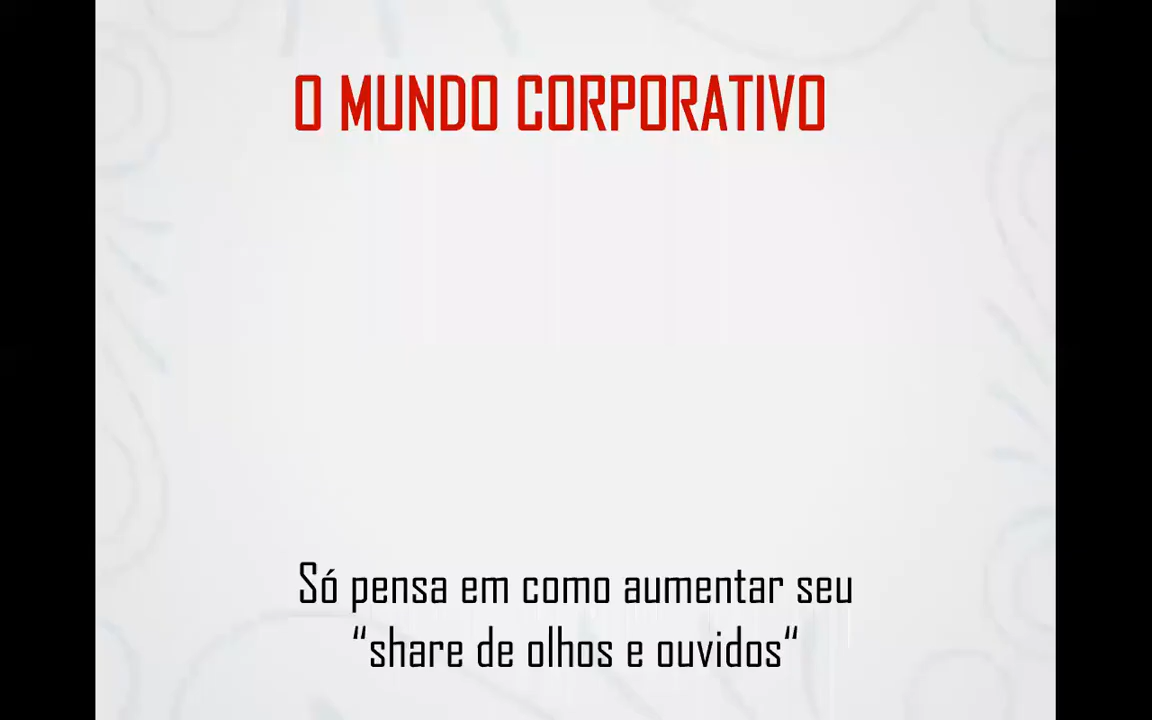 O MUNDO CORPORATIVO
Só pensa em como aumentar seu
“share de olhos e ouvidos“